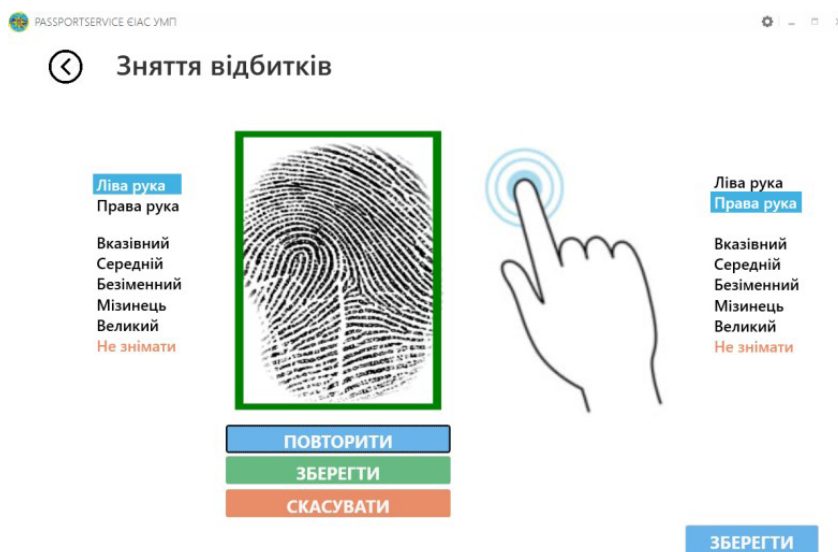 PASSPORTSERVICE ЄІАС УМП
Зняття відбитків
Ліва рука
Права рука
Вказівний
Середній
Безіменний
Мізинець
Великий
Не знімати
ПОВТОРИТИ
ЗБЕРЕГТИ
СКАСУВАТИ
Ліва рука
Права рука
Вказівний
Середній
Безіменний
Мізинець
Великий
Не знімати
ЗБЕРЕГТИ